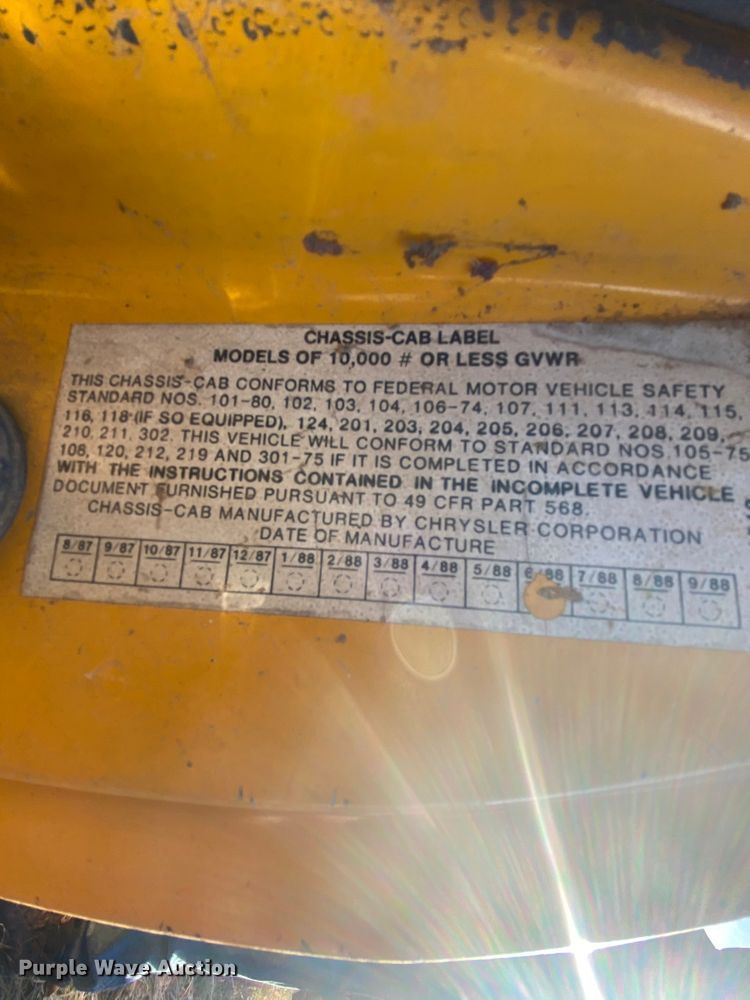 CHASSIS-CAB LABEL
MODELS OF 10,000 # OR LESS GVWR
THIS CHASSIS-CAB CONFORMS TO FEDERAL MOTOR VEHICLE SAFETY
STANDARD NOS. 101-80, 102, 103, 104, 106-74, 107, 111, 113, 114, 115,
116, 118 (IF SO EQUIPPED), 124, 201, 203, 204, 205, 206, 207, 208, 209,
210, 211, 302. THIS VEHICLE WILL CONFORM TO STANDARD NOS. 105-75
108, 120, 212, 219 AND 301-75 IF IT IS COMPLETED IN ACCORDANCE
WITH THE INSTRUCTIONS CONTAINED IN THE INCOMPLETE VEHICLE
DOCUMENT FURNISHED PURSUANT TO 49 CFR PART 568.
CHASSIS-CAB MANUFACTURED BY CHRYSLER CORPORATION
DATE OF MANUFACTURE
8/87 9/87 10/87 11/87 12/87 1/88 2/88 3/88 4/88 5/88 6/88 7/88 8/88 9/88
Purple Wave Auction